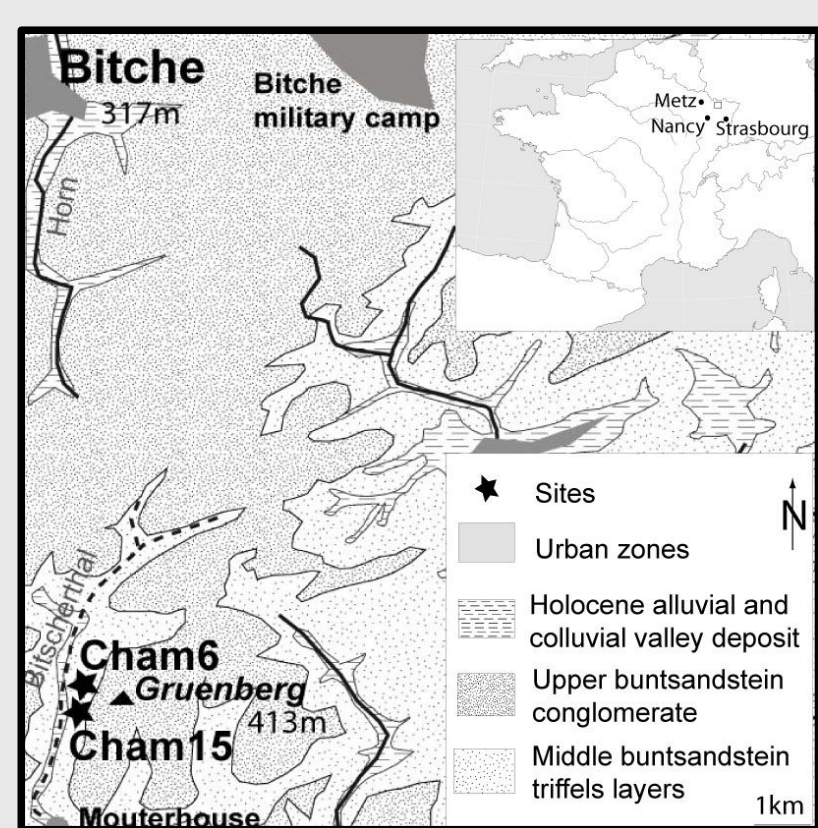 Bitche
317m
Bitche
military camp
Metz
Nancy
Strasbourg
Horn
Bitscherthal
Cham6
Gruenberg
413m
Cham15
Mouterhouse
Sites
N
Urban zones
Holocene alluvial and
colluvial valley deposit
Upper buntsandstein
conglomerate
Middle buntsandstein
triffels layers
1km